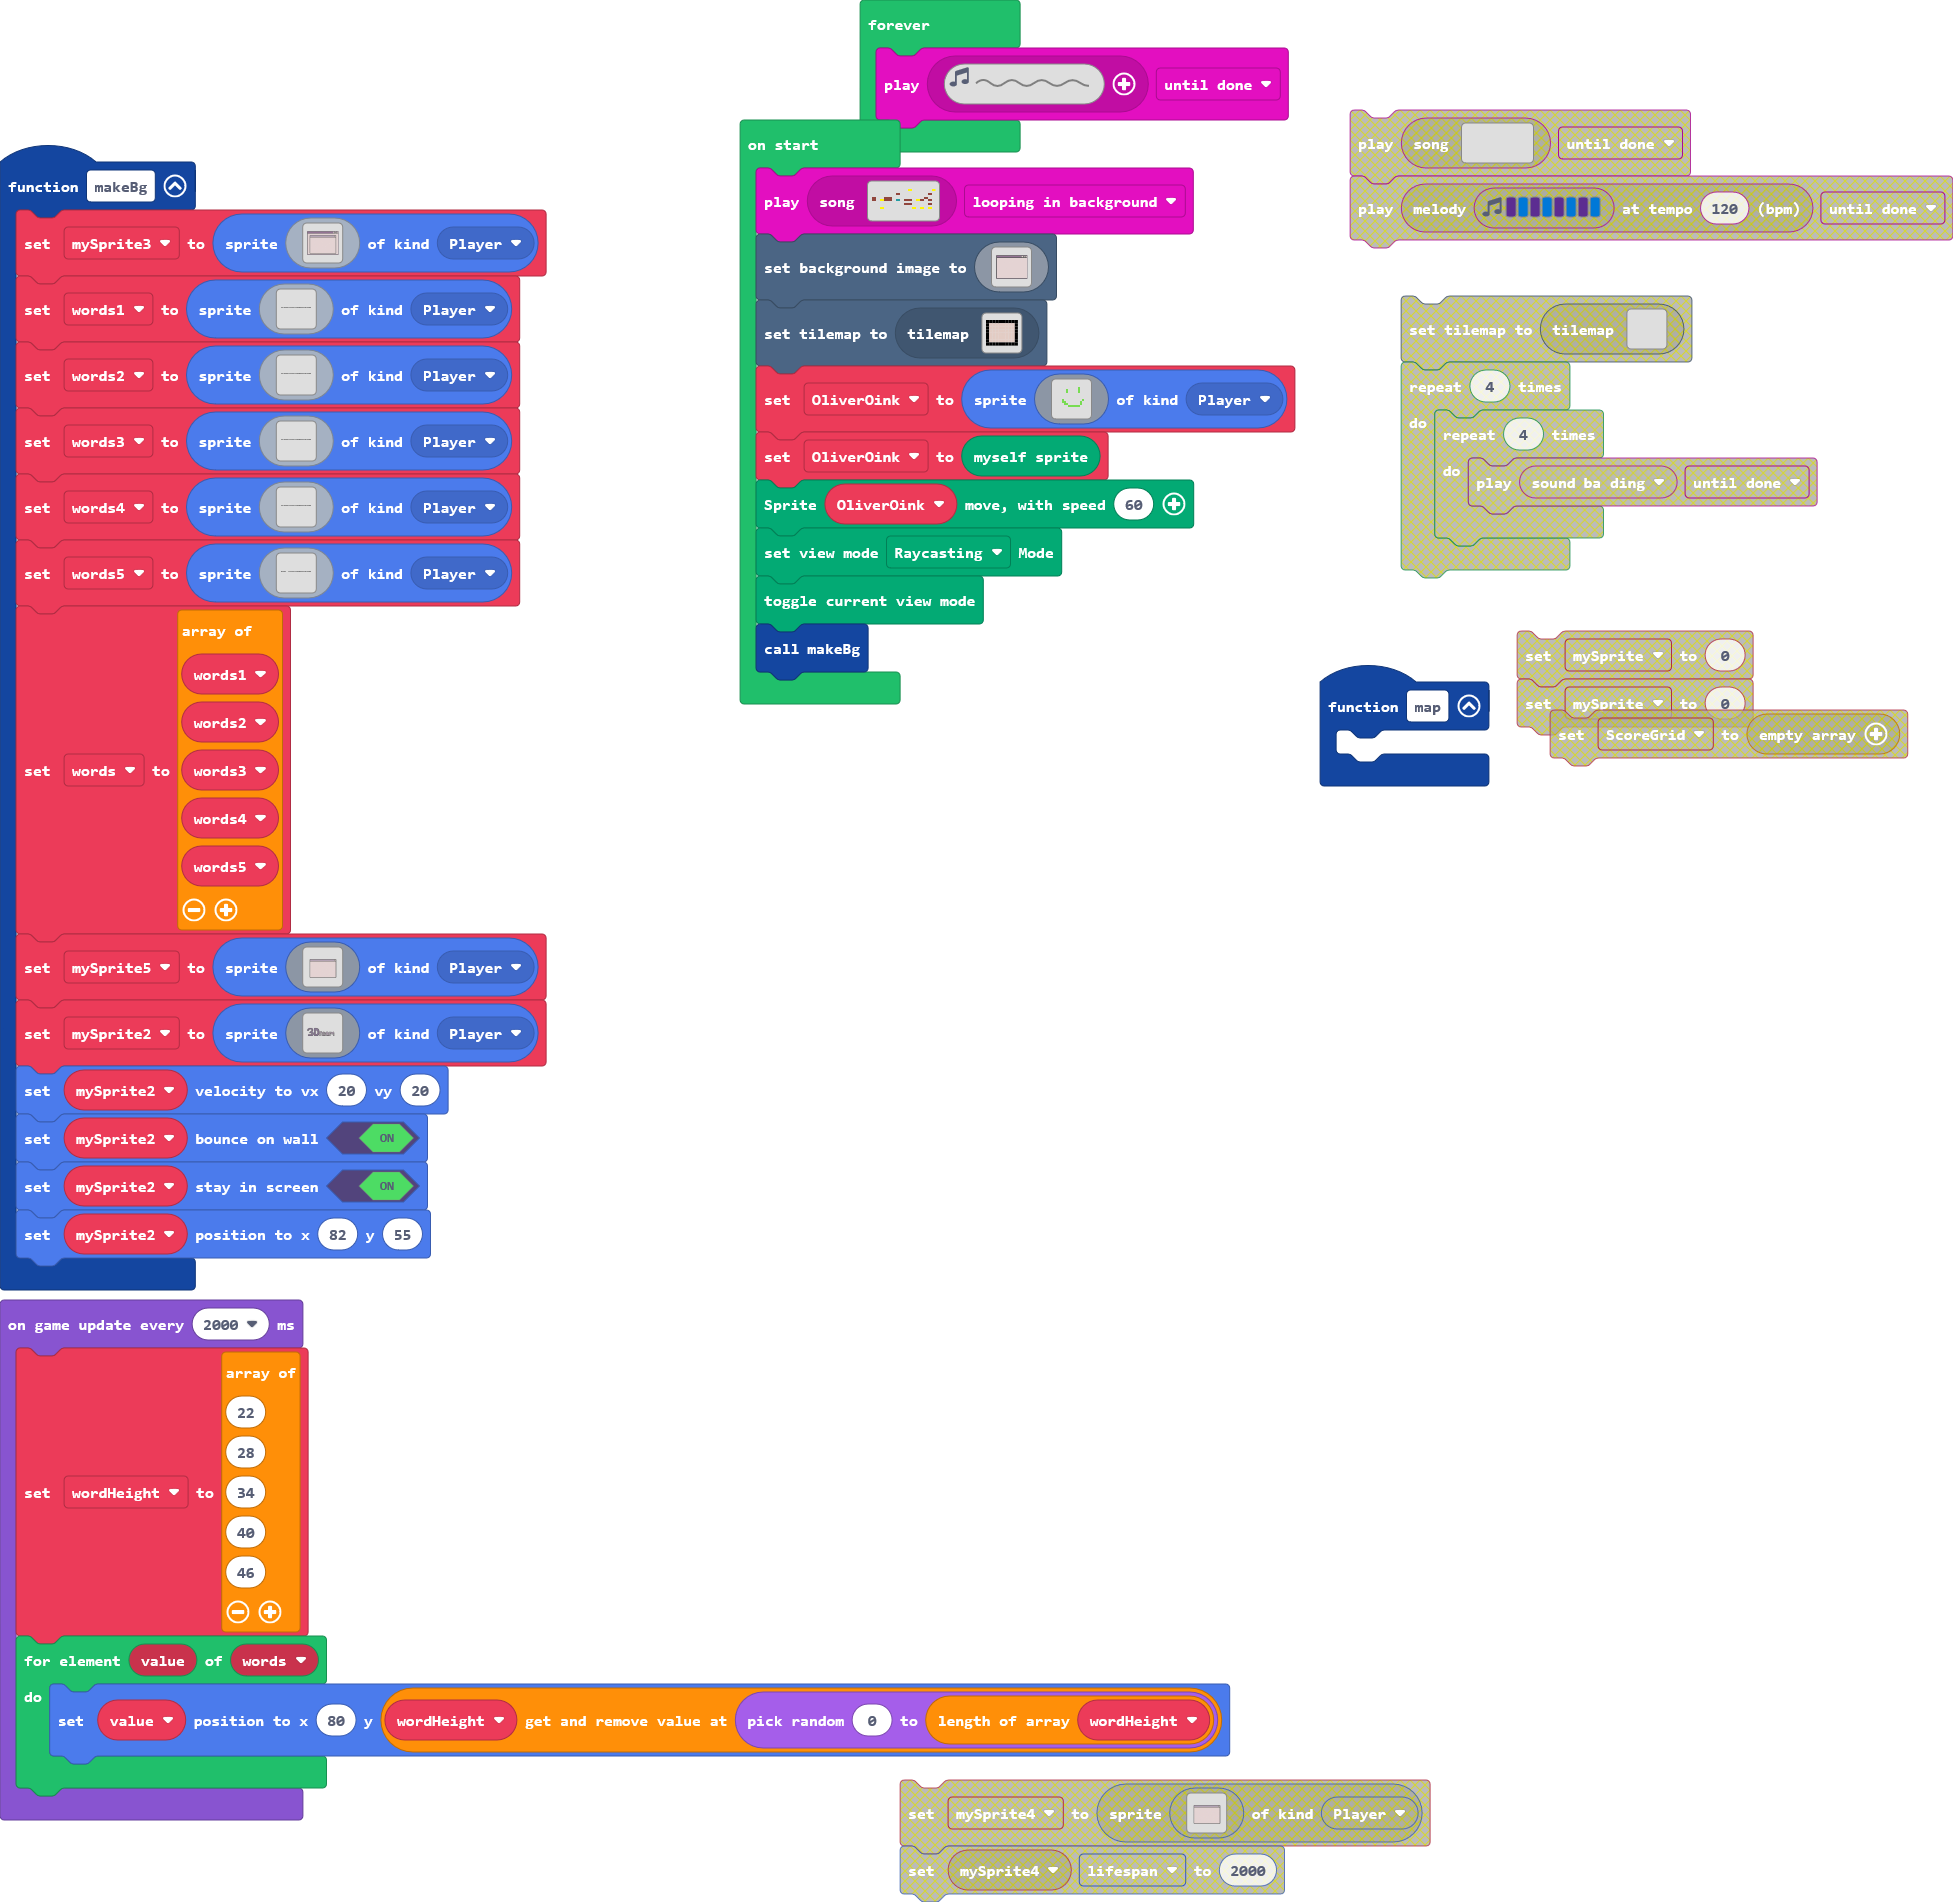 forever
play until done
on start
play song looping in background
set background image to
set tilemap to tilemap
set OliverOink to sprite of kind Player
set OliverOink to myself sprite
Sprite OliverOink move, with speed 60
set view mode Raycasting Mode
toggle current view mode
call makeBg
function makeBg
set mySprite3 to sprite of kind Player
set words1 to sprite of kind Player
set words2 to sprite of kind Player
set words3 to sprite of kind Player
set words4 to sprite of kind Player
set words5 to sprite of kind Player
array of
words1
words2
words3
set words to
words4
words5
set mySprite5 to sprite of kind Player
set mySprite2 to sprite 3D of kind Player
set mySprite2 velocity to vx 20 vy 20
set mySprite2 bounce on wall ON
set mySprite2 stay in screen ON
set mySprite2 position to x 82 y 55
on game update every 2000 ms
array of
22
28
34
set wordHeight to
40
46
for element value of words
do
set value position to x 80 y wordHeight get and remove value at pick random 0 to length of array wordHeight
play song until done
play melody at tempo 120 (bpm) until done
set tilemap to tilemap
repeat 4 times
do
repeat 4 times
do
play sound ba ding until done
function map
set mySprite to 0
set mySprite to 0
set ScoreGrid to empty array
set mySprite4 to sprite of kind Player
set mySprite4 lifespan to 2000